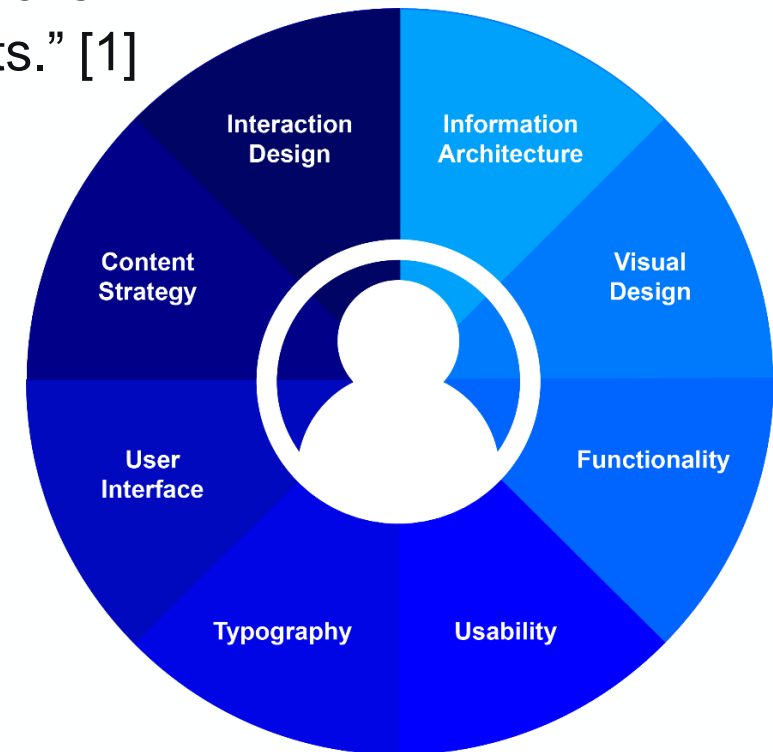 ts.” [1]
Interaction
Design
Information
Architecture
Content
Strategy
Visual
Design
User
Interface
Functionality
Typography
Usability